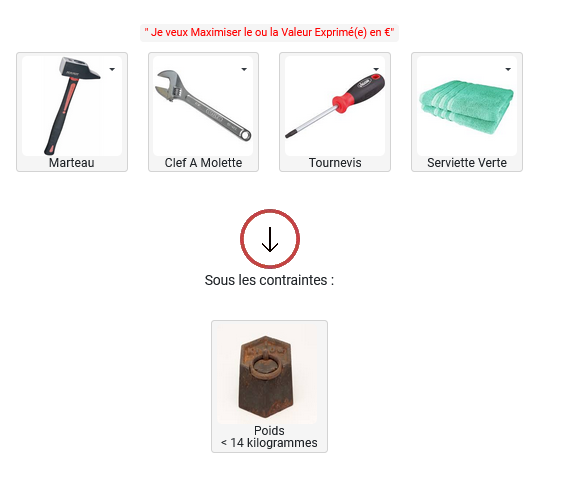 " Je veux Maximiser le ou la Valeur Exprimé(e) en €"
Marteau
Clef A Molette
Tournevis
Serviette Verte
Sous les contraintes :
Poids
< 14 kilogrammes